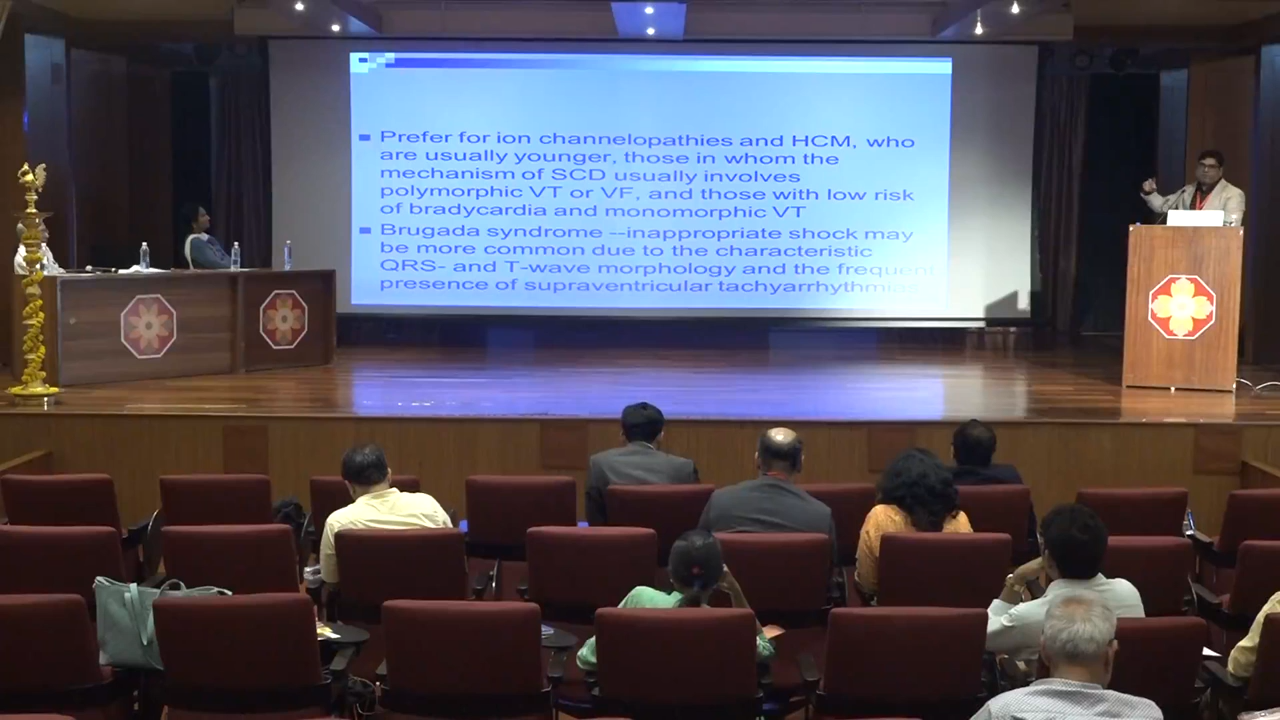 Prefer for ion channelopathies and HCM, who
are usually younger, those in whom the
mechanism of SCD usually involves
polymorphic VT or VF, and those with low risk
of bradycardia and monomorphic VT
Brugada syndrome --inappropriate shock may
be more common due to the characteristic
QRS- and T-wave morphology and the frequent
presence of supraventricular tachyarrhythmias